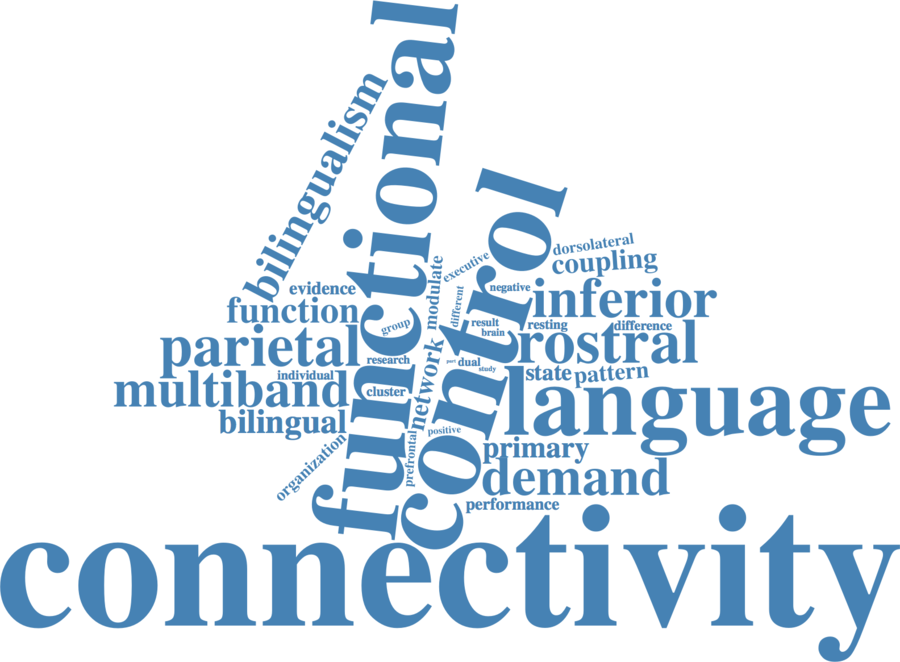 functional
bilingualism
control
dorsolateral
coupling
executive
modulate
evidence
negative
inferior
function
different
group
result
resting
difference
brain
parietal
rostral
research
part
dual
study
network
individual
state
pattern
multiband
cluster
language
bilingual
positive
organization
prefrontal
primary
demand
performance
connectivity